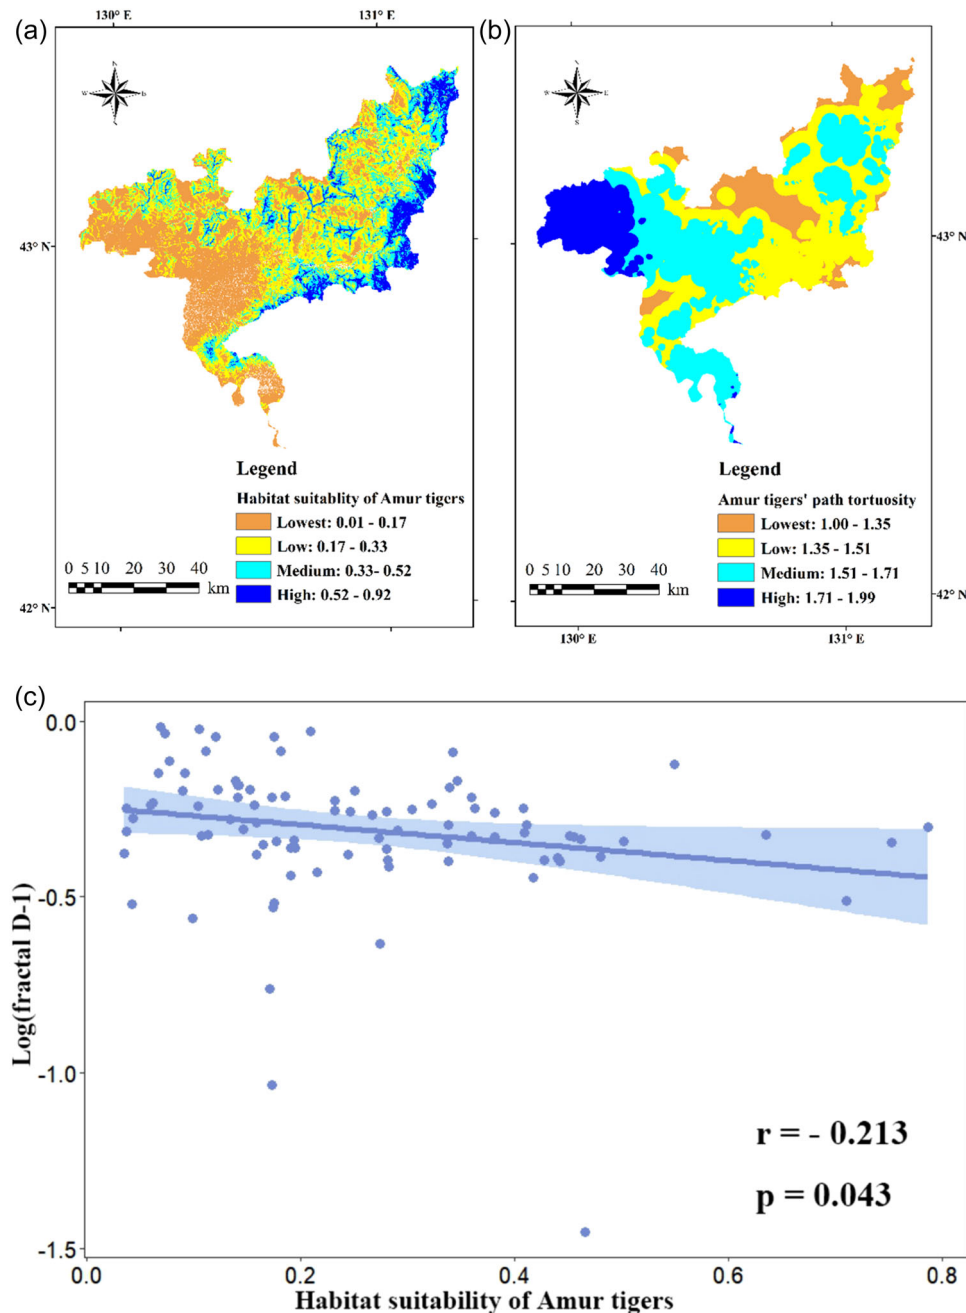 (a)
130° E
131° E
N
W
E
S
43° N
42° N
Legend
Habitat suitablity of Amur tigers
Lowest: 0.01 - 0.17
Low: 0.17 - 0.33
Medium: 0.33- 0.52
High: 0.52 - 0.92
0 5 10 20 30 40
km
(b)
N
W
E
S
43° N
42° N
Legend
Amur tigers' path tortuosity
Lowest: 1.00 - 1.35
Low: 1.35 - 1.51
Medium: 1.51 - 1.71
High: 1.71 - 1.99
0 5 10 20 30 40
km
130° E
131° E
(c)
Log(fractal D-1)
0.0
-0.5
-1.0
-1.5
r = - 0.213
p = 0.043
0.0 0.2 0.4 0.6 0.8
Habitat suitability of Amur tigers